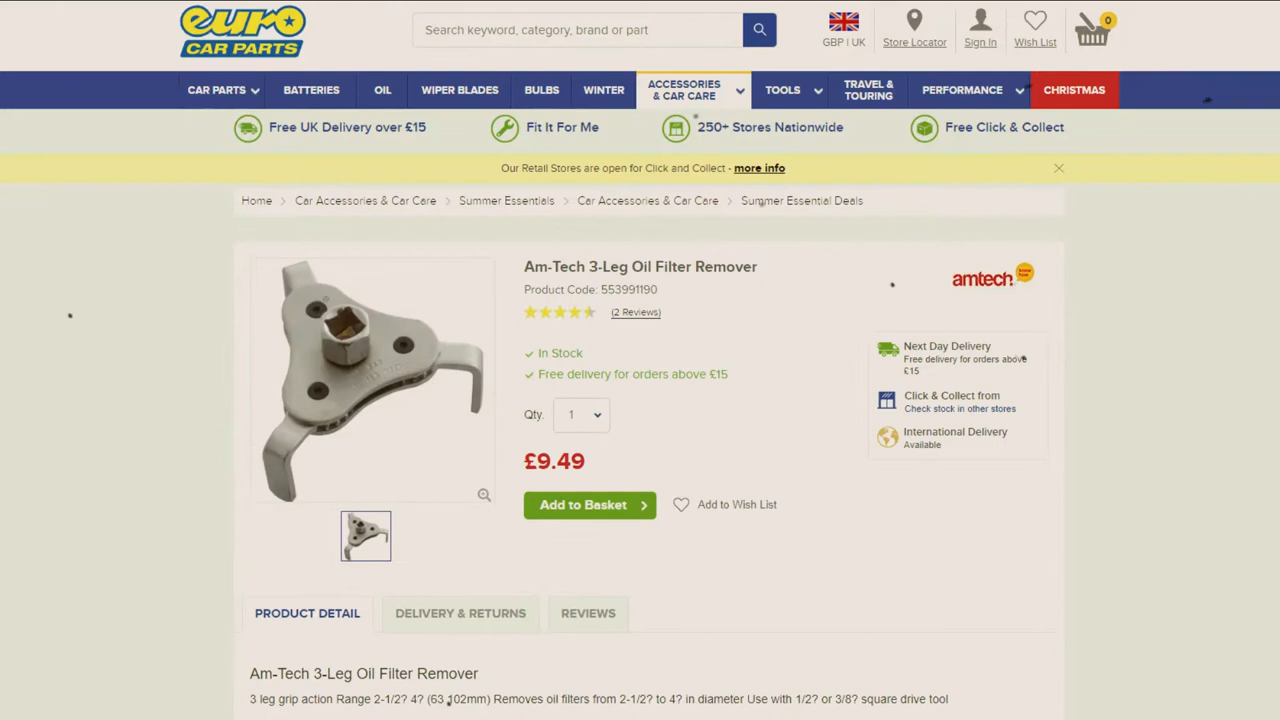 euro
CAR PARTS
Search keyword, category, brand or part
GBP | UK
Store Locator
Sign In
Wish List
0
CAR PARTS
BATTERIES
OIL
WIPER BLADES
BULBS
WINTER
ACCESSORIES
& CAR CARE
TOOLS
TRAVEL &
TOURING
PERFORMANCE
CHRISTMAS
Free UK Delivery over £15
Fit It For Me
250+ Stores Nationwide
Free Click & Collect
Our Retail Stores are open for Click and Collect - more info
Home > Car Accessories & Car Care > Summer Essentials > Car Accessories & Car Care > Summer Essential Deals
Am-Tech 3-Leg Oil Filter Remover
Product Code: 553991190
(2 Reviews)
In Stock
Free delivery for orders above £15
Qty. 1
£9.49
Add to Basket
Add to Wish List
amtech
Next Day Delivery
Free delivery for orders above
£15
Click & Collect from
Check stock in other stores
International Delivery
Available
PRODUCT DETAIL
DELIVERY & RETURNS
REVIEWS
Am-Tech 3-Leg Oil Filter Remover
3 leg grip action Range 2-1/2? 4? (63 102mm) Removes oil filters from 2-1/2? to 4? in diameter Use with 1/2? or 3/8? square drive tool